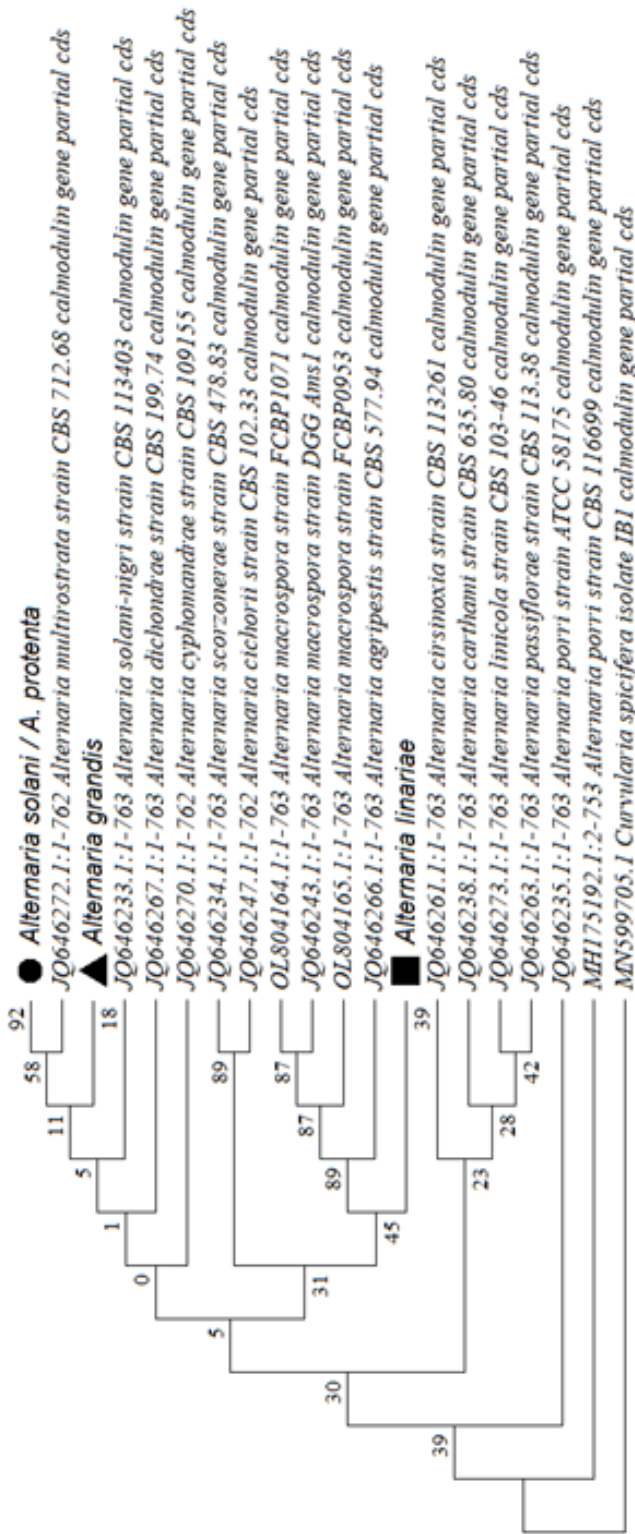 Alternaria solani / A. protenta
JQ646272.1:1-762 Alternaria multirostrata strain CBS 712.68 calmodulin gene partial cds
Alternaria grandis
JQ646233.1:1-763 Alternaria solani-nigri strain CBS 113403 calmodulin gene partial cds
JQ646267.1:1-763 Alternaria dichondrae strain CBS 199.74 calmodulin gene partial cds
JQ646270.1:1-762 Alternaria cyphomandrae strain CBS 109155 calmodulin gene partial cds
JQ646234.1:1-763 Alternaria scorzonerae strain CBS 478.83 calmodulin gene partial cds
JQ646247.1:1-762 Alternaria cichorii strain CBS 102.33 calmodulin gene partial cds
OL804164.1:1-763 Alternaria macrospora strain FCBP1071 calmodulin gene partial cds
JQ646243.1:1-763 Alternaria macrospora strain DGG Ams1 calmodulin gene partial cds
OL804165.1:1-763 Alternaria macrospora strain FCBP0953 calmodulin gene partial cds
JQ646266.1:1-763 Alternaria agripestis strain CBS 577.94 calmodulin gene partial cds
Alternaria linariae
JQ646261.1:1-763 Alternaria cirsinoxia strain CBS 113261 calmodulin gene partial cds
JQ646238.1:1-763 Alternaria carthami strain CBS 635.80 calmodulin gene partial cds
JQ646273.1:1-763 Alternaria linicola strain CBS 103-46 calmodulin gene partial cds
JQ646263.1:1-763 Alternaria passiflorae strain CBS 113.38 calmodulin gene partial cds
JQ646235.1:1-763 Alternaria porri strain ATCC 58175 calmodulin gene partial cds
MH175192.1:2-753 Alternaria porri strain CBS 116699 calmodulin gene partial cds
MN599705.1 Curvularia spicifera isolate IB1 calmodulin gene partial cds
92
58
11
18
5
1
0
89
87
87
89
45
31
5
39
42
28
23
30
39